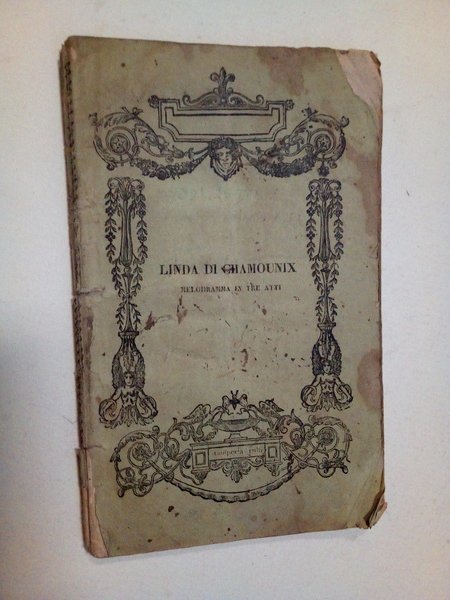 LINDA DI CHAMOUNIX
MELODRAMMA IN TRE ATTI